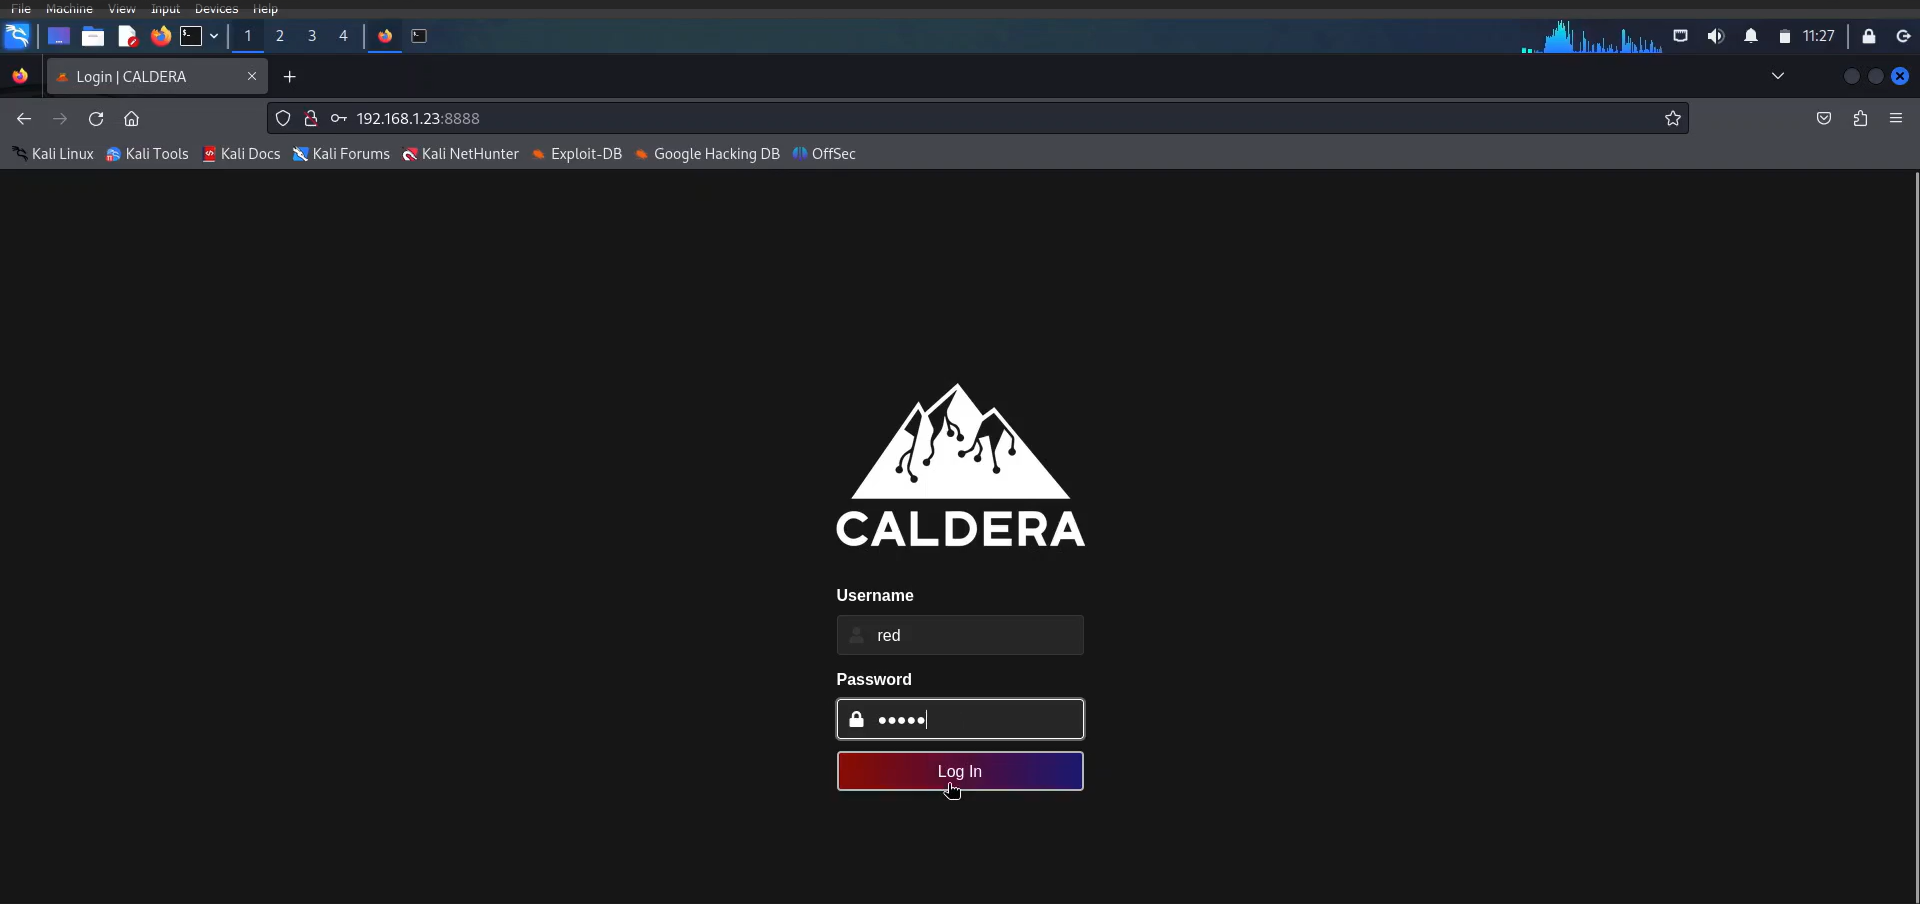 File Machine View Input Devices Help
1 2 3 4 11:27
Login | CALDERA
192.168.1.23:8888
Kali Linux Kali Tools Kali Docs Kali Forums Kali NetHunter Exploit-DB Google Hacking DB OffSec
CALDERA
Username
red
Password
•••••
Log In